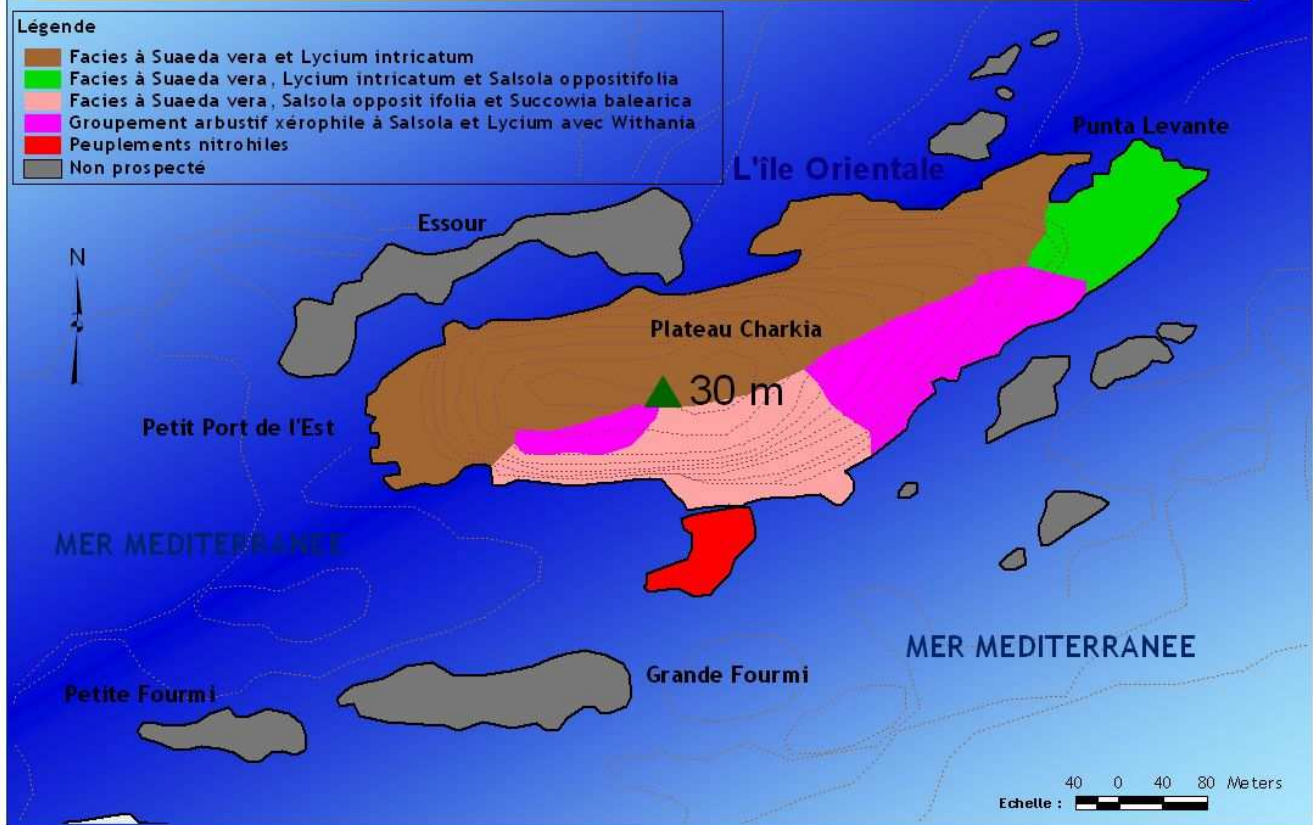 Légende
Facies à Suaeda vera et Lycium intricatum
Facies à Suaeda vera, Lycium intricatum et Salsola oppositifolia
Facies à Suaeda vera, Salsola opposit ifolia et Succowia balearica
Groupement arbustif xérophile à Salsola et Lycium avec Withania
Peuplements nitrohiles
Non prospecté
Punta Levante
L'île Orientale
Essour
N
Plateau Charkia
30 m
Petit Port de l'Est
MER MEDITERRANEE
MER MEDITERRANEE
Grande Fourmi
Petite Fourmi
40 0 40 80 Meters
Echelle :